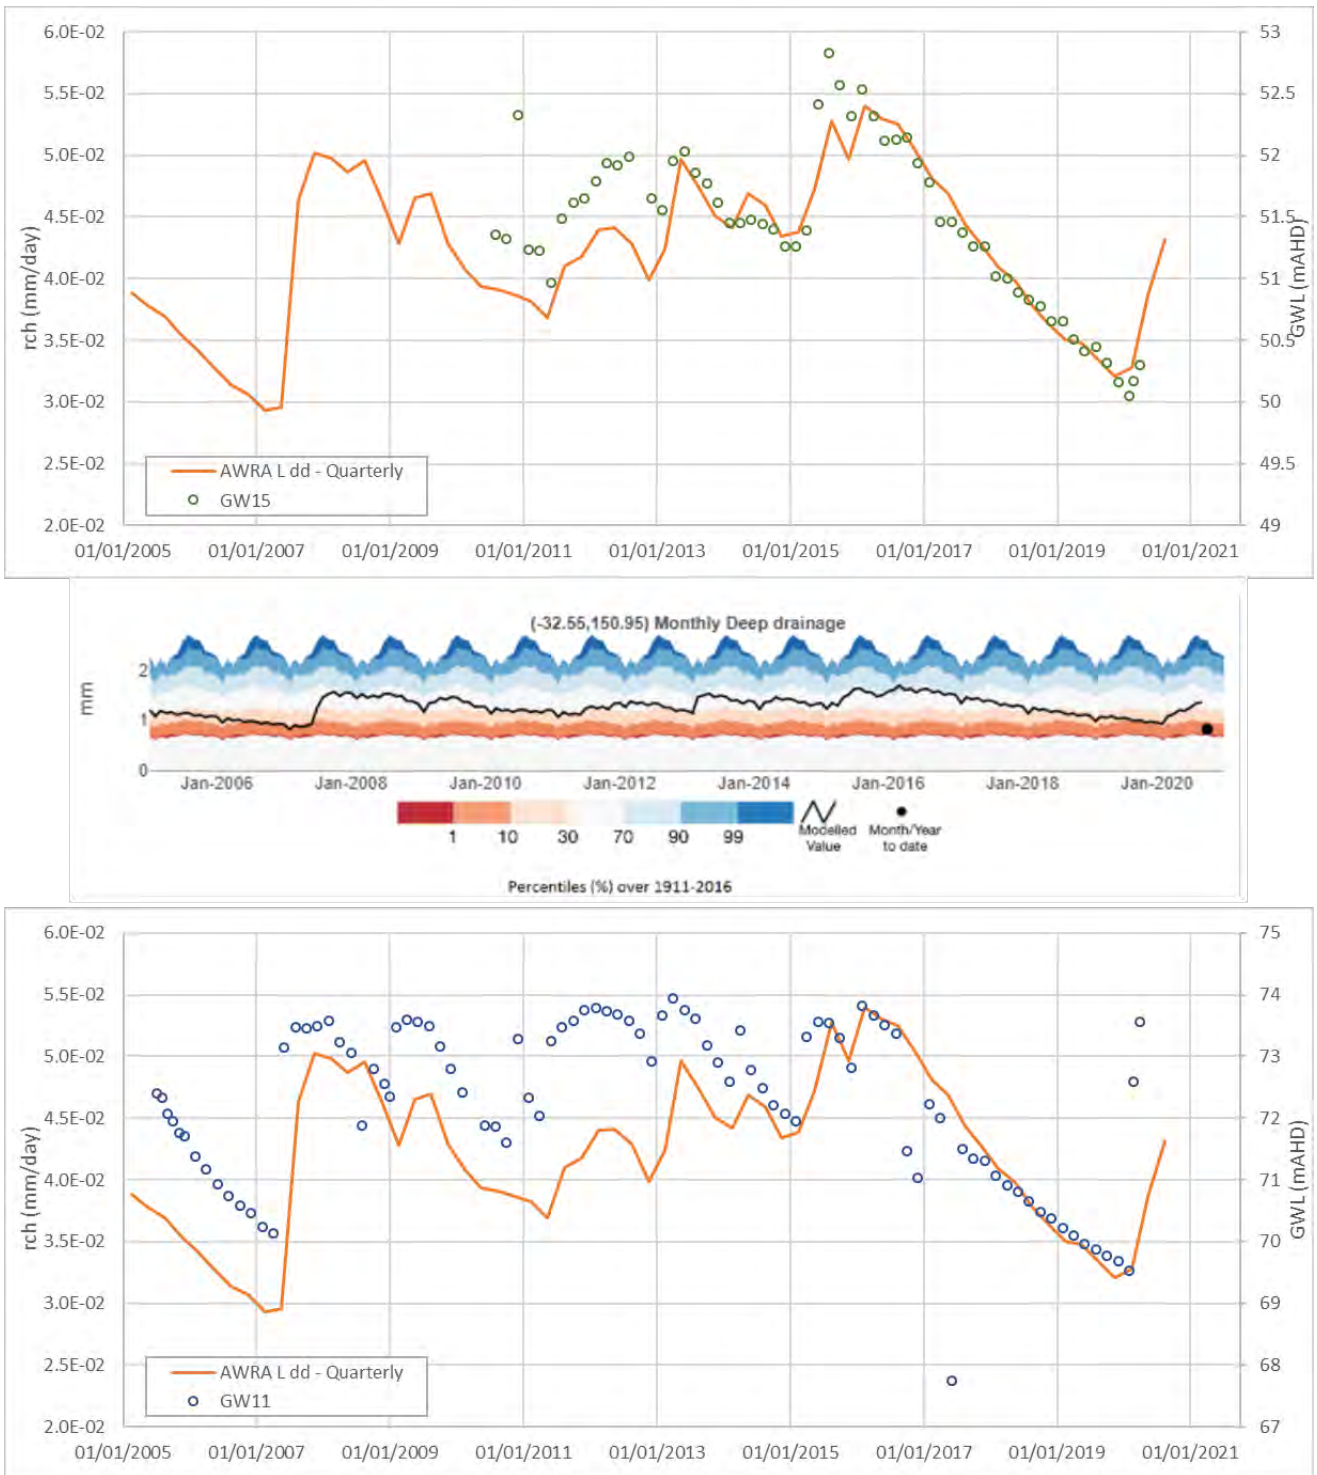 6.0E-02
5.5E-02
5.0E-02
4.5E-02
4.0E-02
3.5E-02
3.0E-02
2.5E-02
2.0E-02
rch (mm/day)
53
52.5
52
51.5
51
50.5
50
49.5
49
GWL (mAHD)
AWRA L dd - Quarterly
GW15
01/01/2005 01/01/2007 01/01/2009 01/01/2011 01/01/2013 01/01/2015 01/01/2017 01/01/2019 01/01/2021
(-32.55,150.95) Monthly Deep drainage
2
1
0
mm
Jan-2006 Jan-2008 Jan-2010 Jan-2012 Jan-2014 Jan-2016 Jan-2018 Jan-2020
1 10 30 70 90 99
Modelled Value
Month/Year to date
Percentiles (%) over 1911-2016
6.0E-02
5.5E-02
5.0E-02
4.5E-02
4.0E-02
3.5E-02
3.0E-02
2.5E-02
2.0E-02
rch (mm/day)
75
74
73
72
71
70
69
68
67
GWL (mAHD)
AWRA L dd - Quarterly
GW11
01/01/2005 01/01/2007 01/01/2009 01/01/2011 01/01/2013 01/01/2015 01/01/2017 01/01/2019 01/01/2021